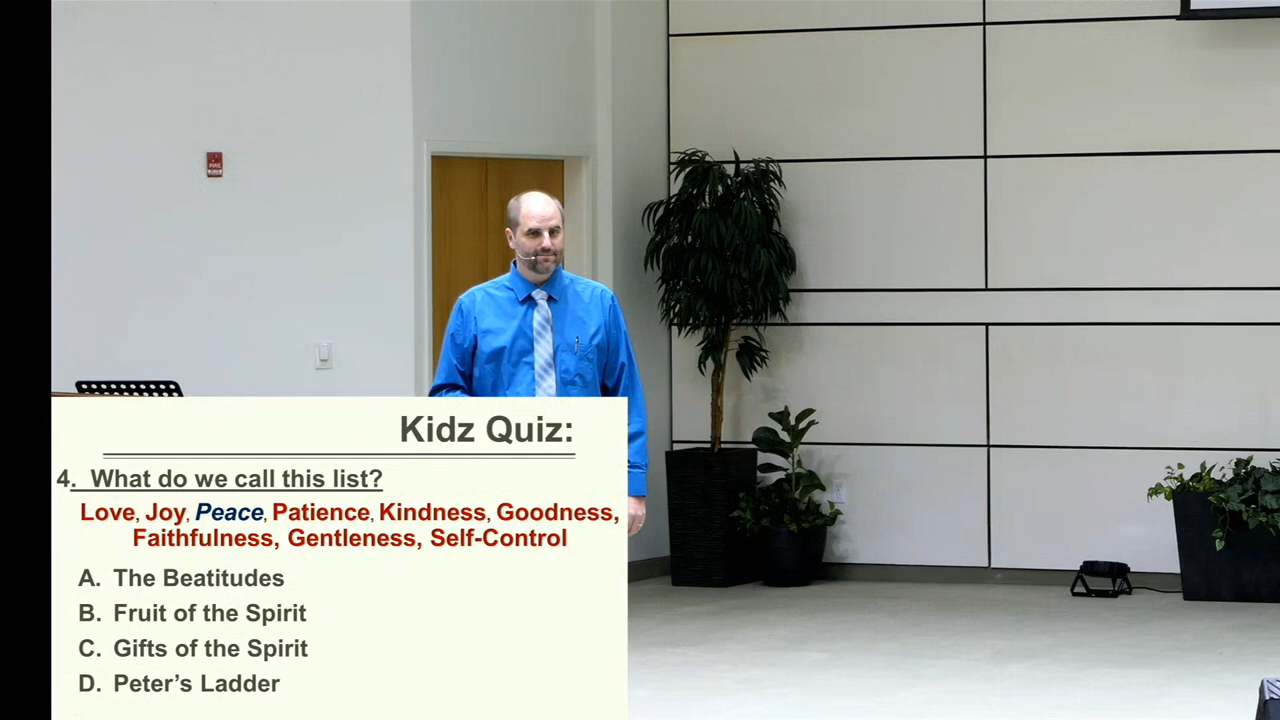 FIRE
Kidz Quiz:
4. What do we call this list?
Love, Joy, Peace, Patience, Kindness, Goodness,
Faithfulness, Gentleness, Self-Control
A. The Beatitudes
B. Fruit of the Spirit
C. Gifts of the Spirit
D. Peter's Ladder